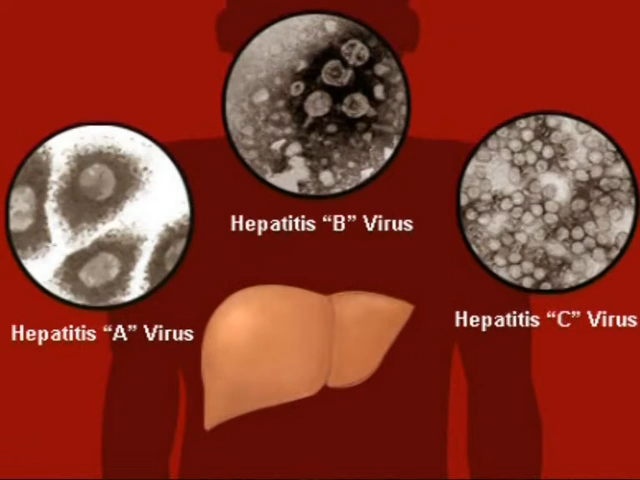 Hepatitis “B” Virus
Hepatitis “C” Virus
Hepatitis “A” Virus